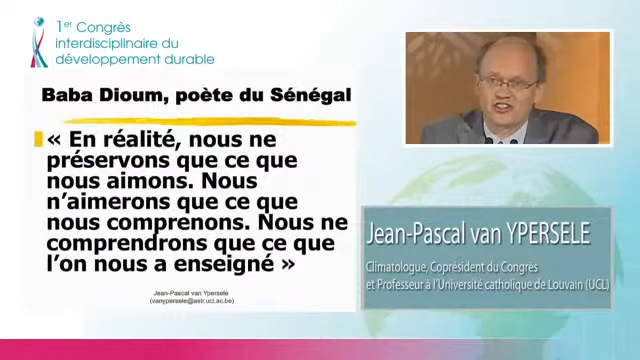 1er Congrès
interdisciplinaire du
développement durable
Baba Dioum, poète du Sénégal
« En réalité, nous ne
préservons que ce que
nous aimons. Nous
n'aimerons que ce que
nous comprenons. Nous ne
comprendrons que ce que
l'on nous a enseigné »
Jean-Pascal van Ypersele
(vanypersele@astr.ucl.ac.be)
Jean-Pascal van YPERSELE
Climatologue, Coprésident du Congrès
et Professeur à l'Université catholique de Louvain (UCL)